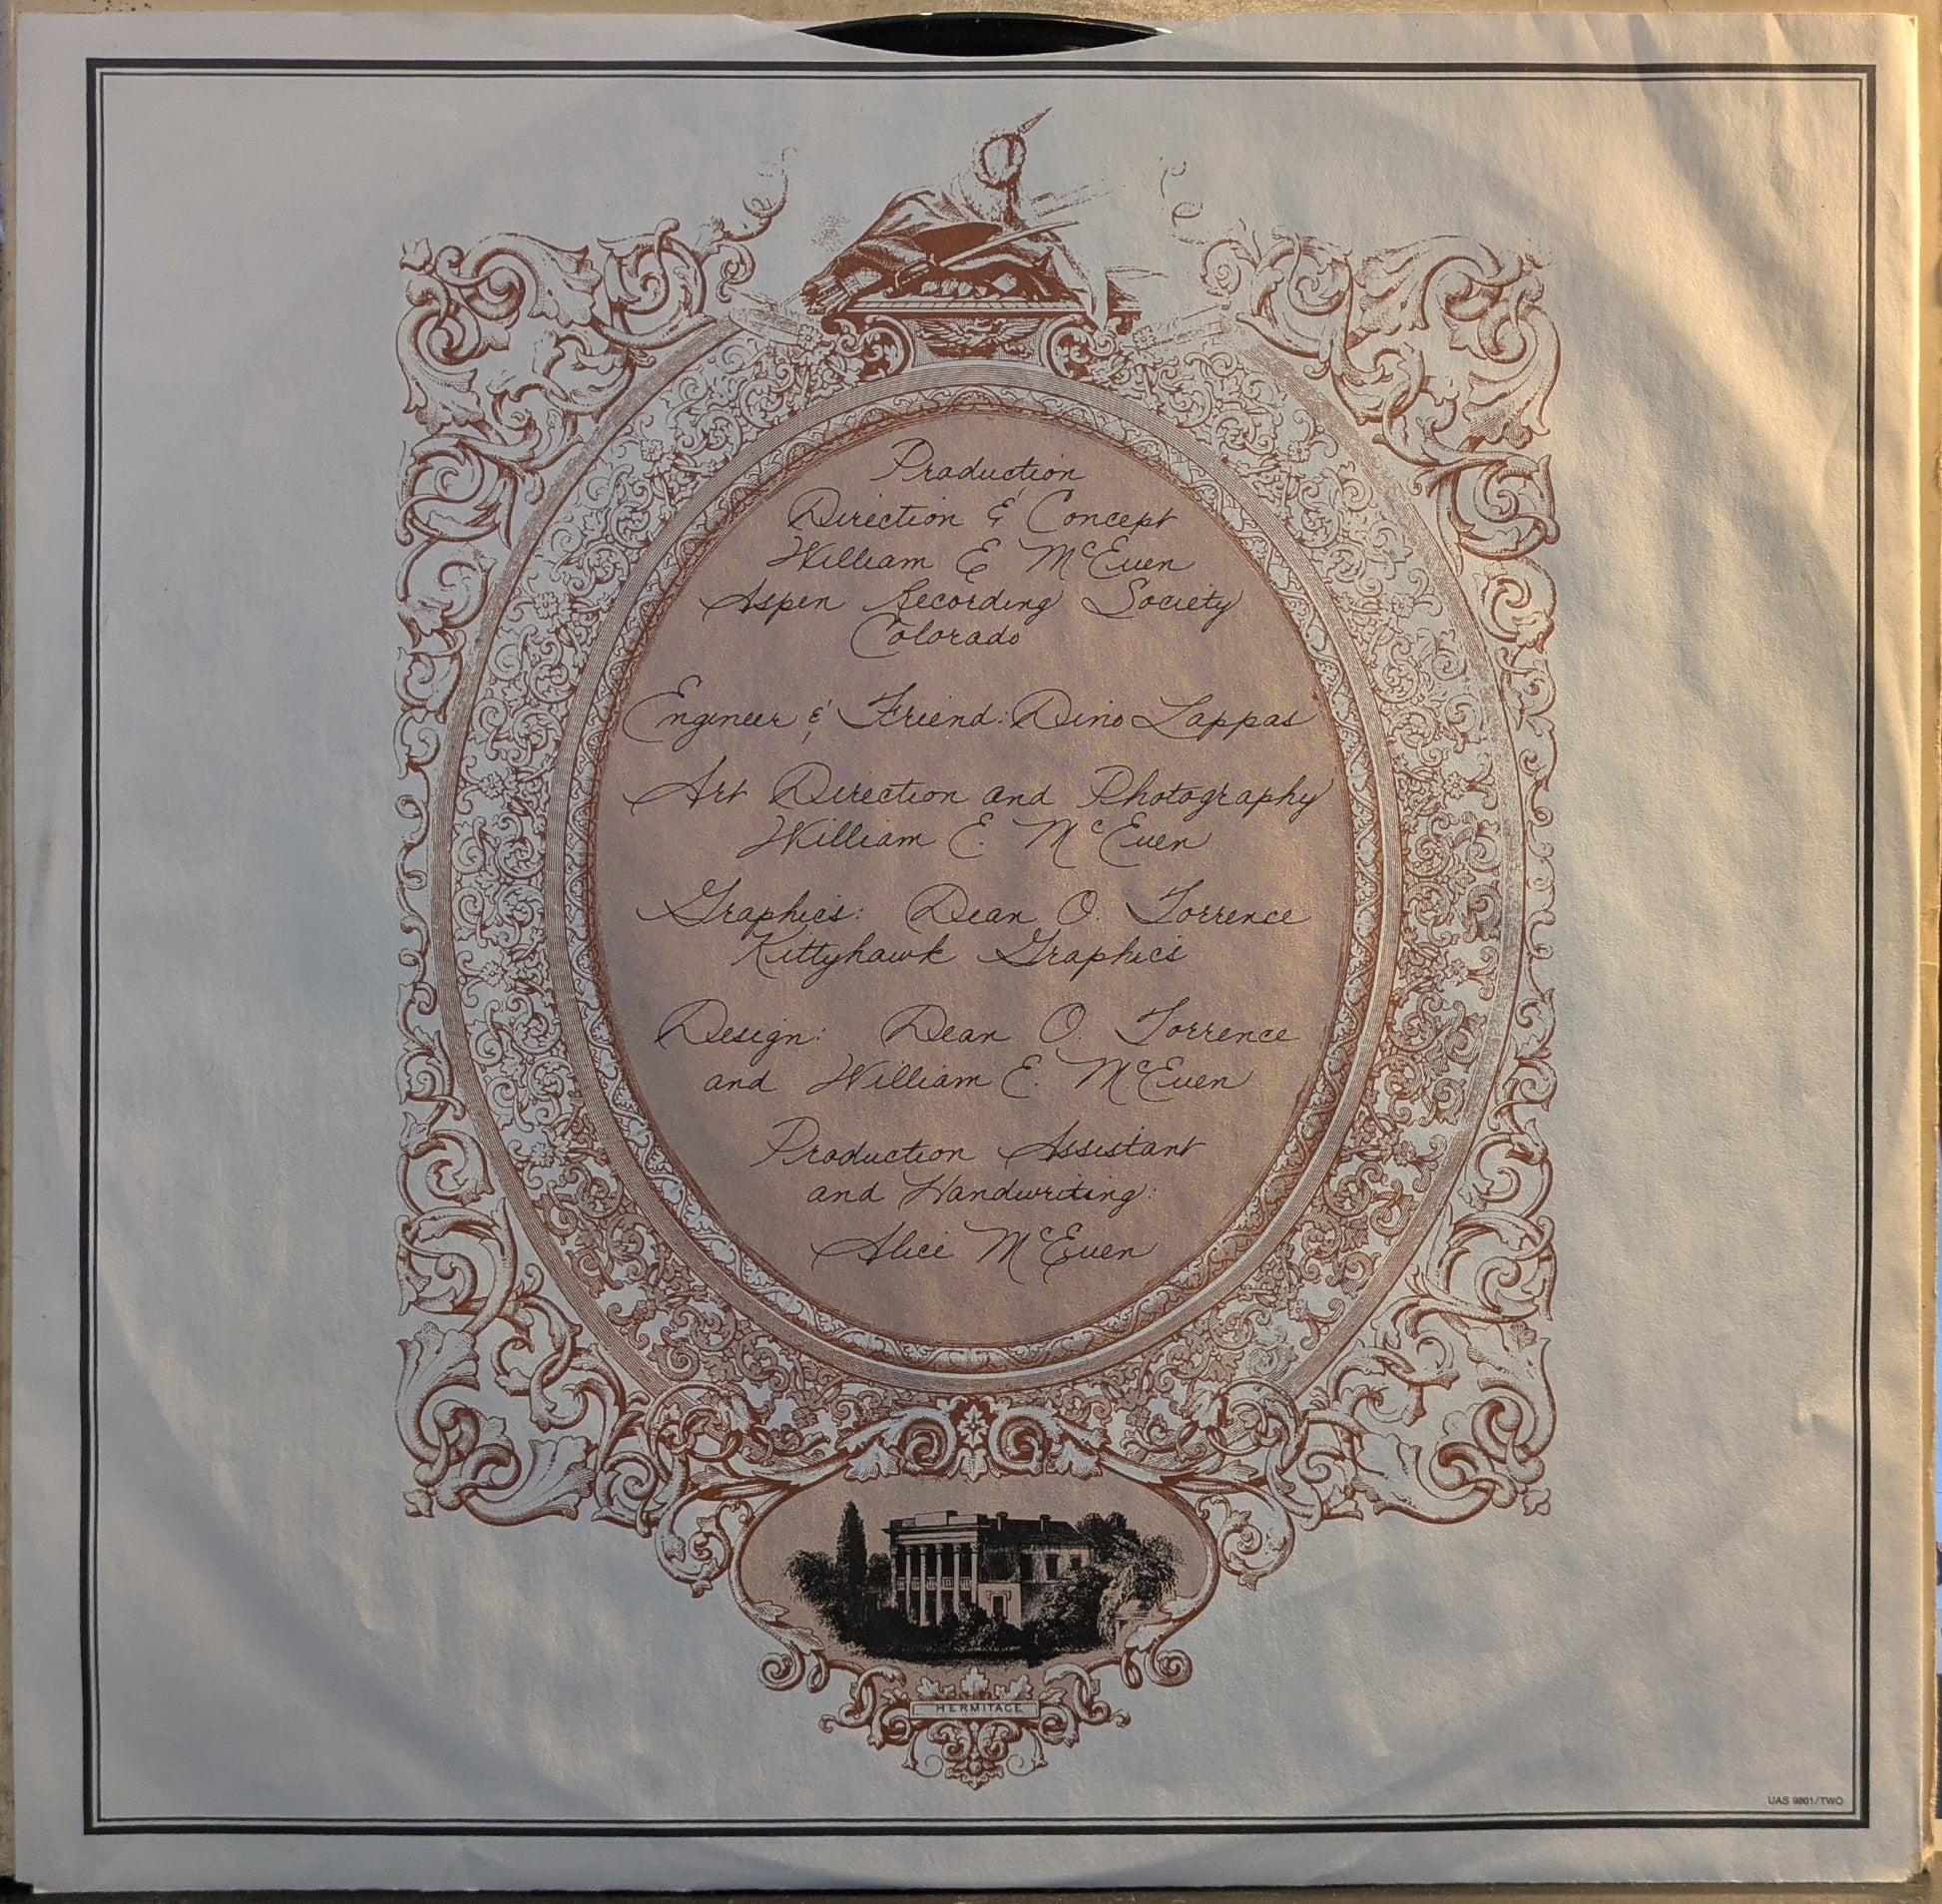 Production
Direction & Concept
William E McEuen
Aspen Recording Society
Colorado
Engineer & Friend: Dino Lappas
Art Direction and Photography
William E. McEuen
Graphics: Dean O. Torrence
Kittyhawk Graphics
Design: Dean O. Torrence
and William E. McEuen
Production Assistant
and Handwriting:
Alice McEuen
HERMITAGE
UAS 9801/TWO